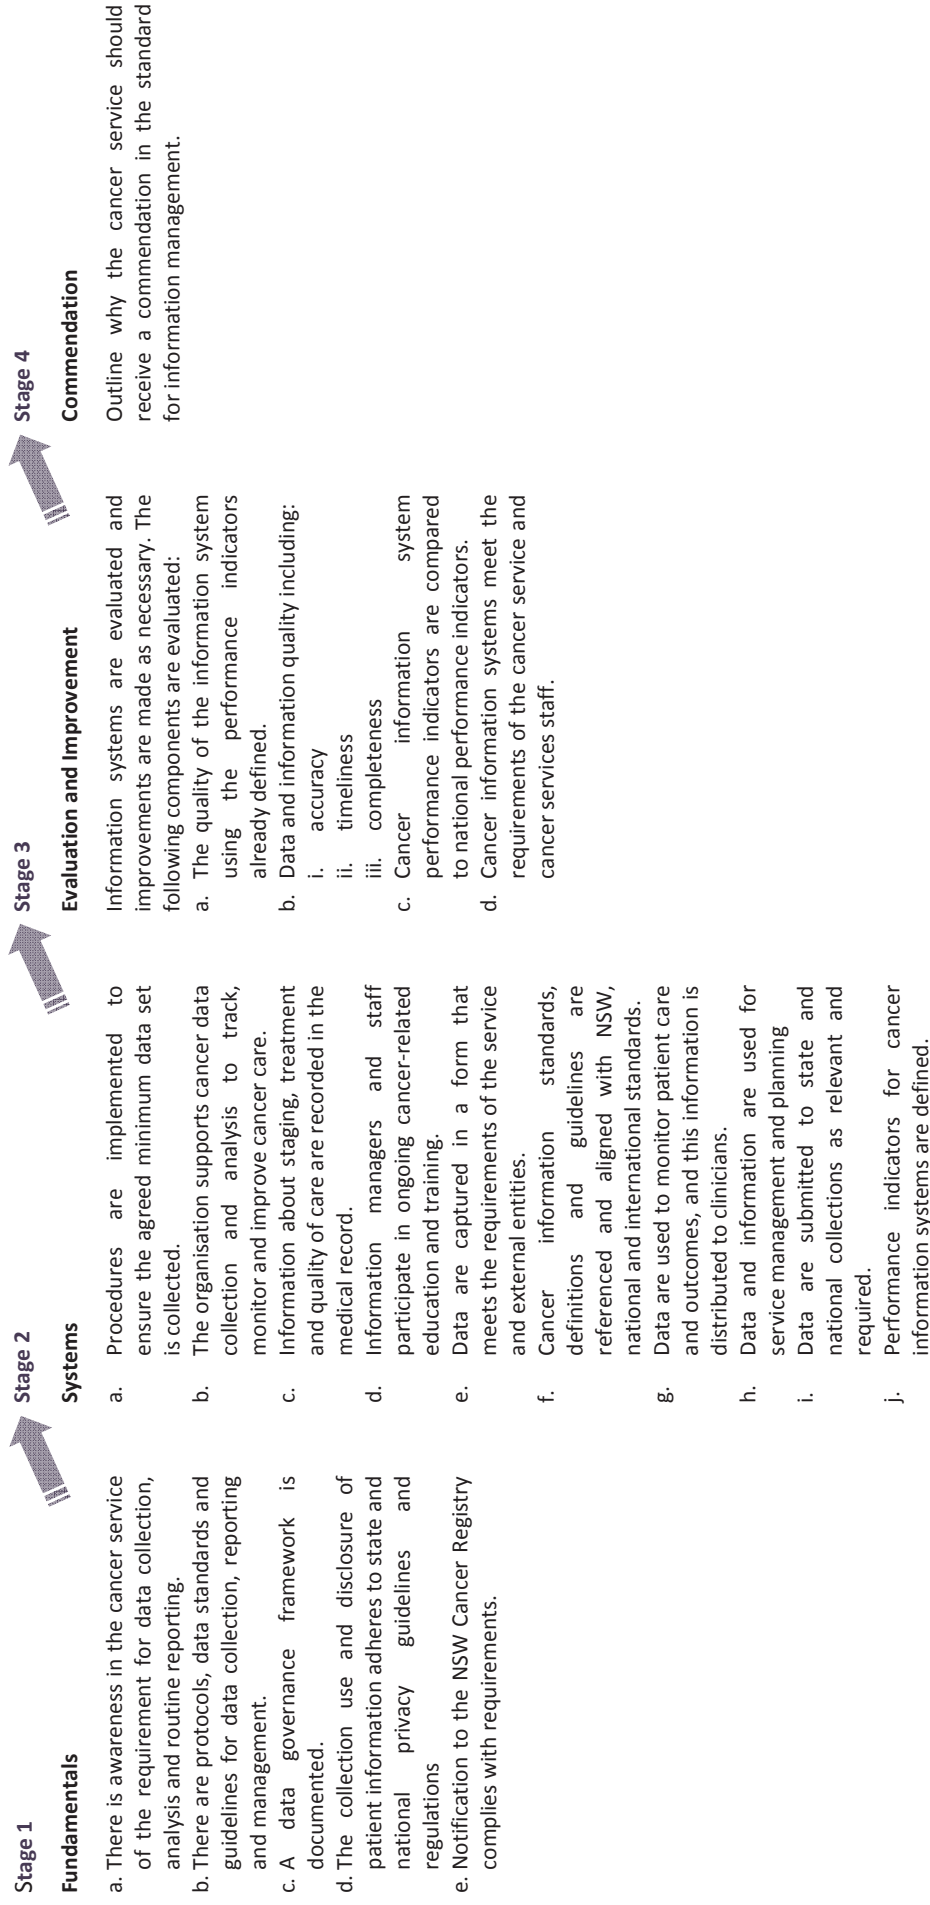 Stage 1
Fundamentals
a. There is awareness in the cancer service
of the requirement for data collection,
analysis and routine reporting.
b. There are protocols, data standards and
guidelines for data collection, reporting
and management.
c. A data governance framework is
documented.
d. The collection use and disclosure of
patient information adheres to state and
national privacy guidelines and
regulations
e. Notification to the NSW Cancer Registry
complies with requirements.
Stage 2
Systems
a. Procedures are implemented to
ensure the agreed minimum data set
is collected.
b. The organisation supports cancer data
collection and analysis to track,
monitor and improve cancer care.
c. Information about staging, treatment
and quality of care are recorded in the
medical record.
d. Information managers and staff
participate in ongoing cancer-related
education and training.
e. Data are captured in a form that
meets the requirements of the service
and external entities.
f. Cancer information standards,
definitions and guidelines are
referenced and aligned with NSW,
national and international standards.
g. Data are used to monitor patient care
and outcomes, and this information is
distributed to clinicians.
h. Data and information are used for
service management and planning
i. Data are submitted to state and
national collections as relevant and
required.
j. Performance indicators for cancer
information systems are defined.
Stage 3
Evaluation and Improvement
Information systems are evaluated and
improvements are made as necessary. The
following components are evaluated:
a. The quality of the information system
using the performance indicators
already defined.
b. Data and information quality including:
i. accuracy
ii. timeliness
iii. completeness
c. Cancer information system
performance indicators are compared
to national performance indicators.
d. Cancer information systems meet the
requirements of the cancer service and
cancer services staff.
Stage 4
Commendation
Outline why the cancer service should
receive a commendation in the standard
for information management.